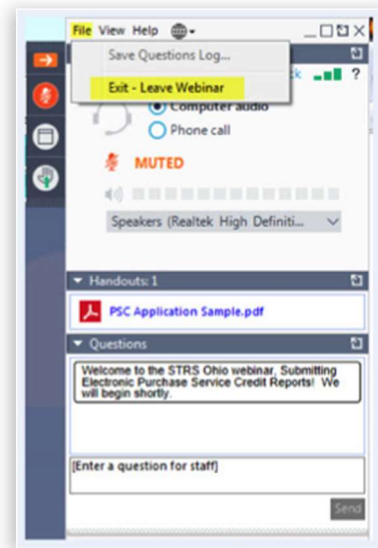 File View Help
Save Questions Log...
?
Exit - Leave Webinar
Computer audio
Phone call
MUTED
Speakers (Realtek High Definiti...
Handouts: 1
PSC Application Sample.pdf
Questions
Welcome to the STRS Ohio webinar, Submitting
Electronic Purchase Service Credit Reports! We
will begin shortly.
[Enter a question for staff]
Send